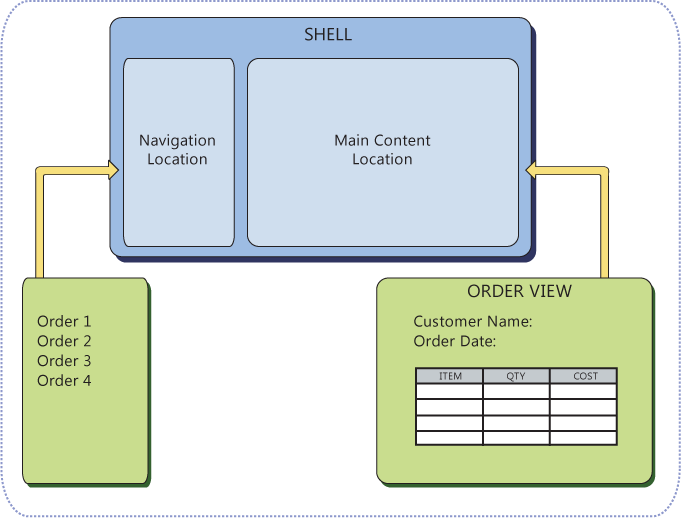 SHELL
Navigation
Location
Main Content
Location
Order 1
Order 2
Order 3
Order 4
ORDER VIEW
Customer Name:
Order Date:
ITEM QTY COST